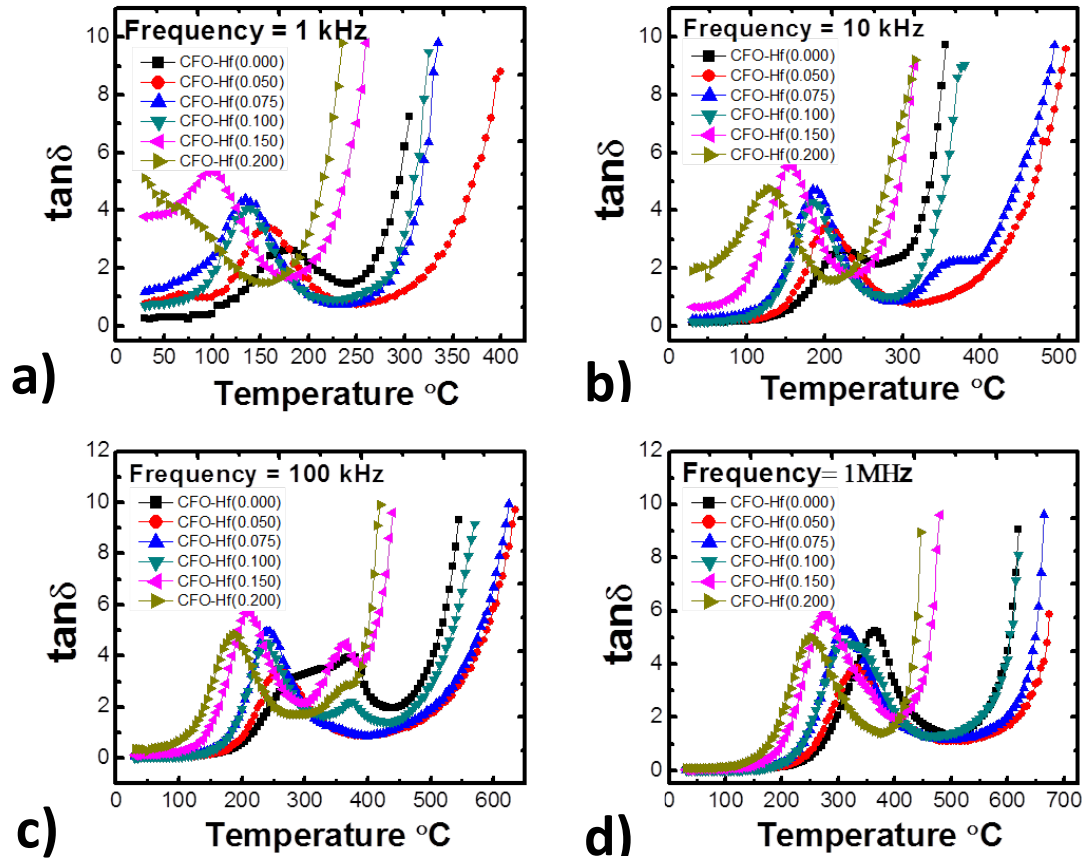 Frequency = 1 kHz
10
8
6
4
2
0
tanδ
CFO-Hf(0.000)
CFO-Hf(0.050)
CFO-Hf(0.075)
CFO-Hf(0.100)
CFO-Hf(0.150)
CFO-Hf(0.200)
0 50 100 150 200 250 300 350 400
Temperature °C
a)
Frequency = 10 kHz
10
8
6
4
2
0
tanδ
CFO-Hf(0.000)
CFO-Hf(0.050)
CFO-Hf(0.075)
CFO-Hf(0.100)
CFO-Hf(0.150)
CFO-Hf(0.200)
0 100 200 300 400 500
Temperature °C
b)
Frequency = 100 kHz
12
10
8
6
4
2
0
tanδ
CFO-Hf(0.000)
CFO-Hf(0.050)
CFO-Hf(0.075)
CFO-Hf(0.100)
CFO-Hf(0.150)
CFO-Hf(0.200)
0 100 200 300 400 500 600
Temperature °C
c)
Frequency= 1MHz
12
10
8
6
4
2
0
tanδ
CFO-Hf(0.000)
CFO-Hf(0.050)
CFO-Hf(0.075)
CFO-Hf(0.100)
CFO-Hf(0.150)
CFO-Hf(0.200)
0 100 200 300 400 500 600 700
Temperature °C
d)